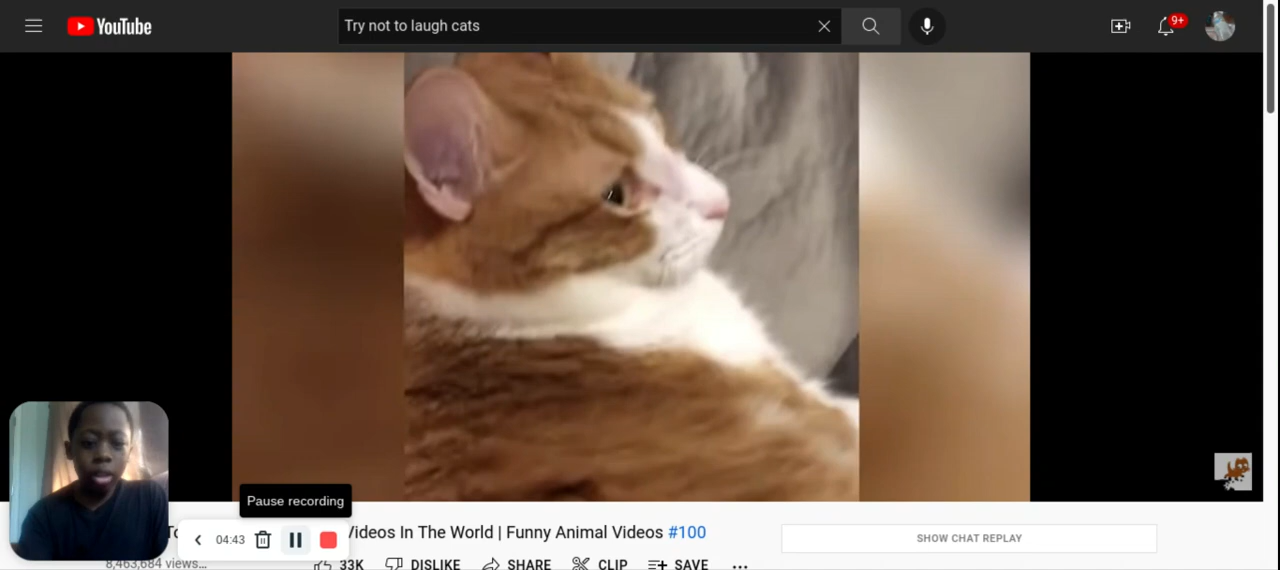 YouTube
Try not to laugh cats
9+
Pause recording
04:43
Videos In The World | Funny Animal Videos #100
SHOW CHAT REPLAY
8,463,684 views...
33K
DISLIKE
SHARE
CLIP
SAVE